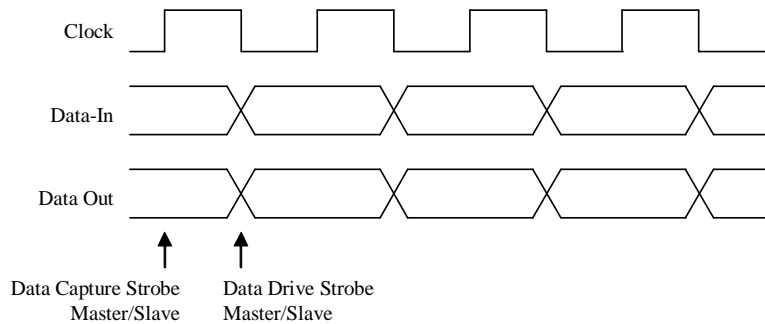 Clock
Data-In
Data Out
Data Capture Strobe
Master/Slave
Data Drive Strobe
Master/Slave